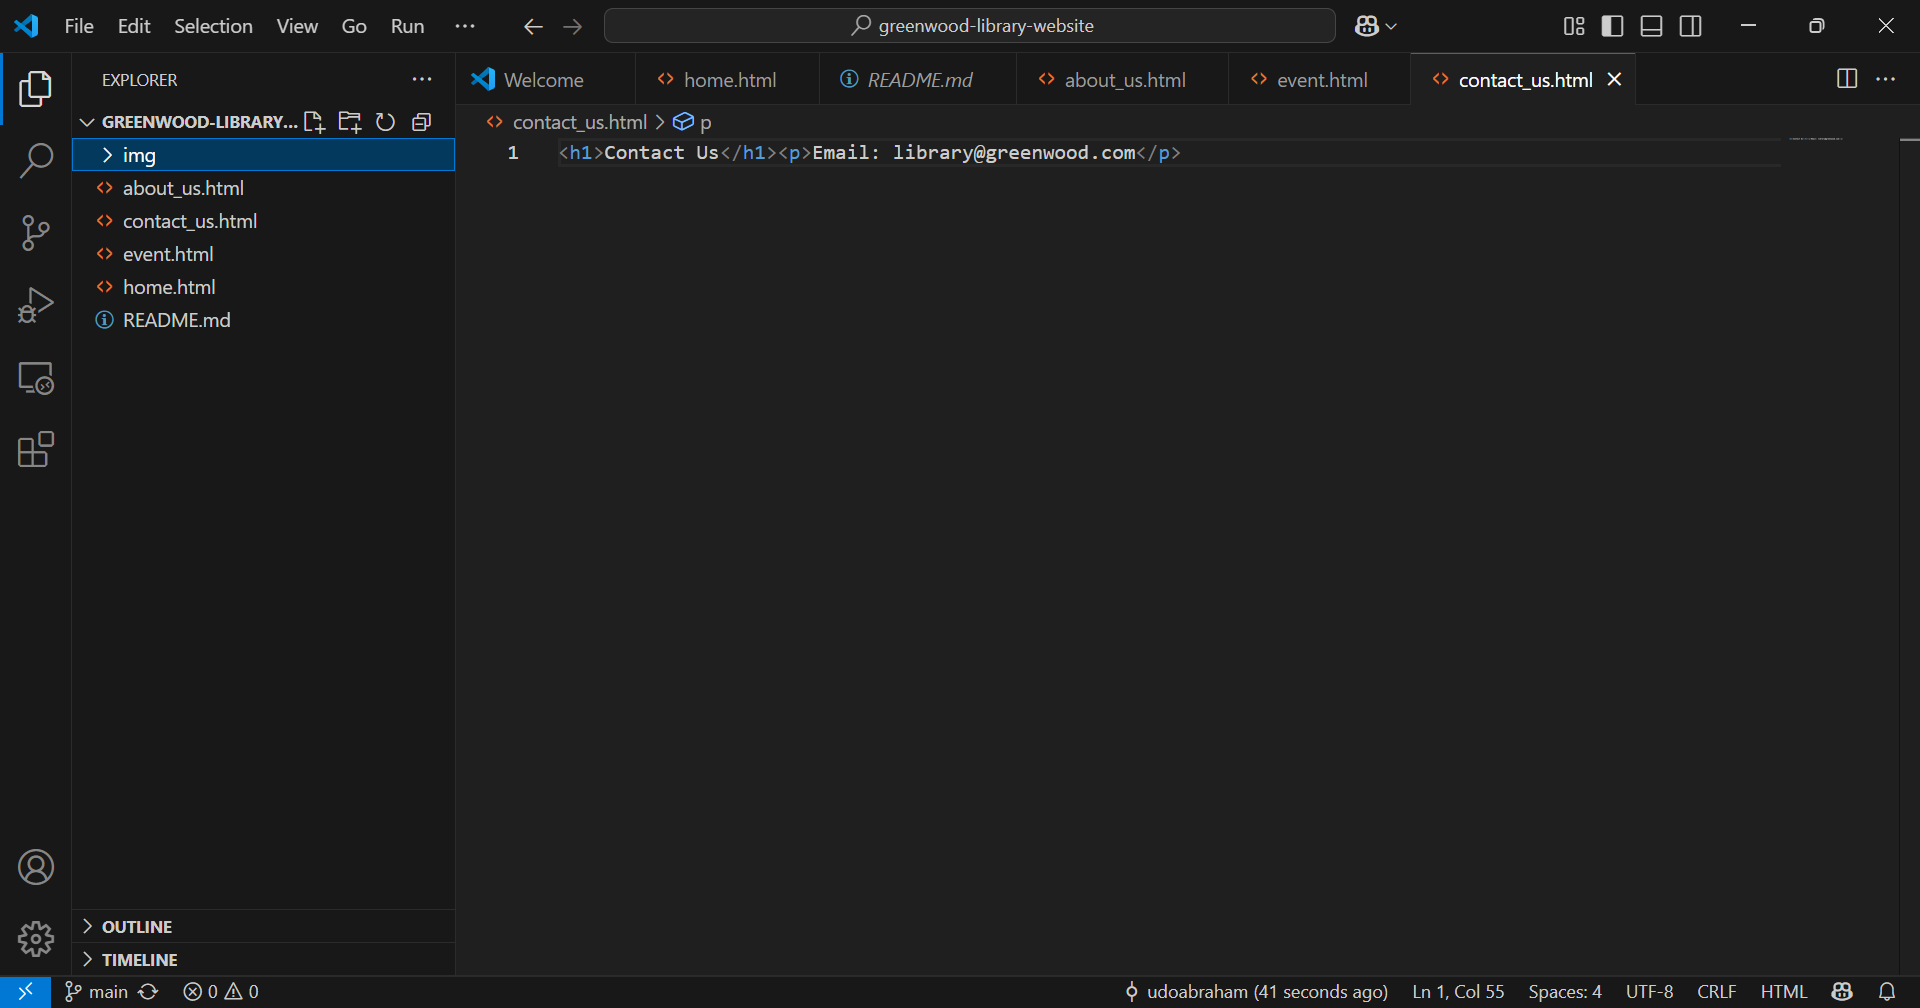 File Edit Selection View Go Run ··· greenwood-library-website
EXPLORER ···
Welcome home.html README.md about_us.html event.html contact_us.html ···
GREENWOOD-LIBRARY...
contact_us.html > p
1 <h1>Contact Us</h1><p>Email: library@greenwood.com</p>
img
about_us.html
contact_us.html
event.html
home.html
README.md
OUTLINE
TIMELINE
main 0 0 udoabraham (41 seconds ago) Ln 1, Col 55 Spaces: 4 UTF-8 CRLF HTML